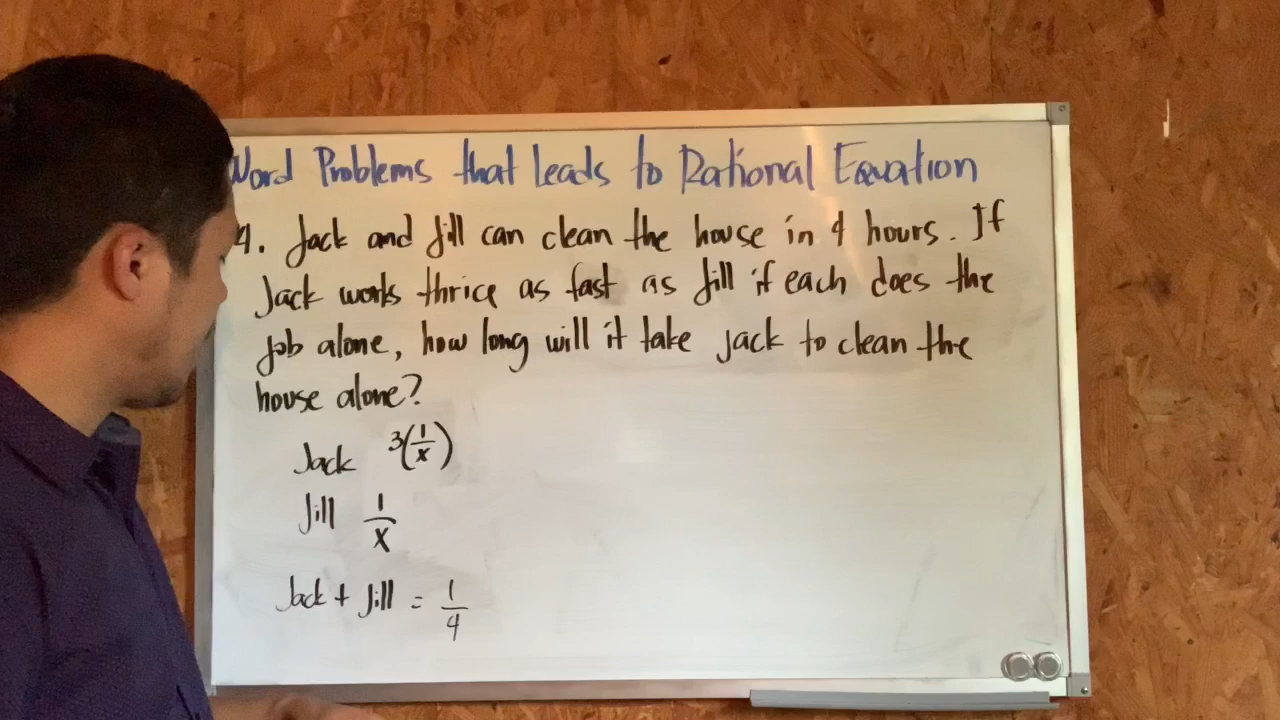 Word Problems that leads to Rational Equation
4. Jack and Jill can clean the house in 4 hours. If
Jack works thrice as fast as Jill if each does the
job alone, how long will it take jack to clean the
house alone?
Jack 3(1/x)
Jill 1/x
Jack + Jill = 1/4